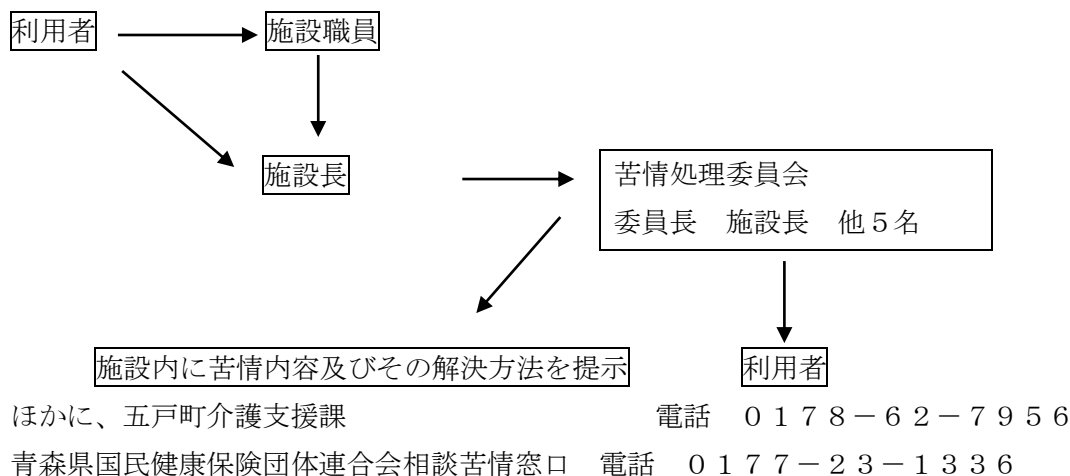 利用者　施設職員
施設長
苦情処理委員会
委員長　施設長　他５名
施設内に苦情内容及びその解決方法を提示　利用者
ほかに、五戸町介護支援課　電話　０１７８－６２－７９５６
青森県国民健康保険団体連合会相談苦情窓口　電話　０１７７－２３－１３３６